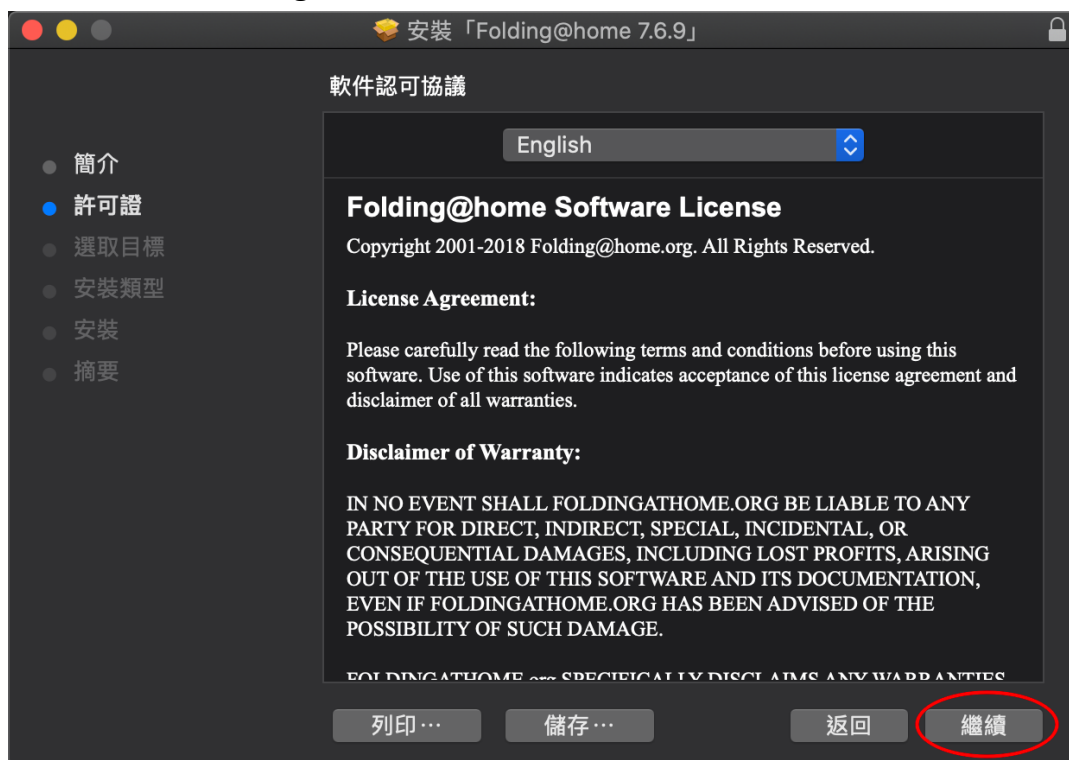 安裝「Folding@home 7.6.9」
軟件認可協議
English
簡介
許可證
選取目標
安裝類型
安裝
摘要
Folding@home Software License
Copyright 2001-2018 Folding@home.org. All Rights Reserved.
License Agreement:
Please carefully read the following terms and conditions before using this
software. Use of this software indicates acceptance of this license agreement and
disclaimer of all warranties.
Disclaimer of Warranty:
IN NO EVENT SHALL FOLDINGATHOME.ORG BE LIABLE TO ANY
PARTY FOR DIRECT, INDIRECT, SPECIAL, INCIDENTAL, OR
CONSEQUENTIAL DAMAGES, INCLUDING LOST PROFITS, ARISING
OUT OF THE USE OF THIS SOFTWARE AND ITS DOCUMENTATION,
EVEN IF FOLDINGATHOME.ORG HAS BEEN ADVISED OF THE
POSSIBILITY OF SUCH DAMAGE.
FOLDINGATHOME.org SPECIFICALLY DISCLAIMS ANY WARRANTIES
列印…
儲存…
返回
繼續